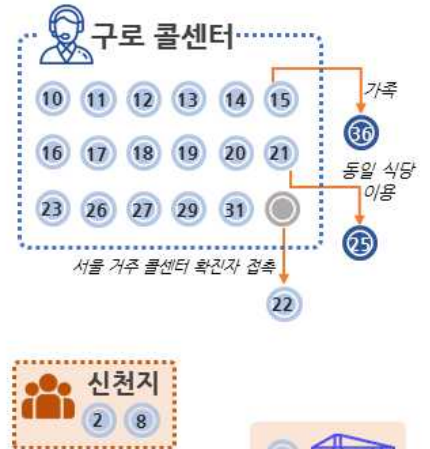 구로 콜센터
10 11 12 13 14 15
가족
36
16 17 18 19 20 21
동일 식당
이용
23 26 27 29 31
25
서울 거주 콜센터 확진자 접촉
22
신천지
2 8